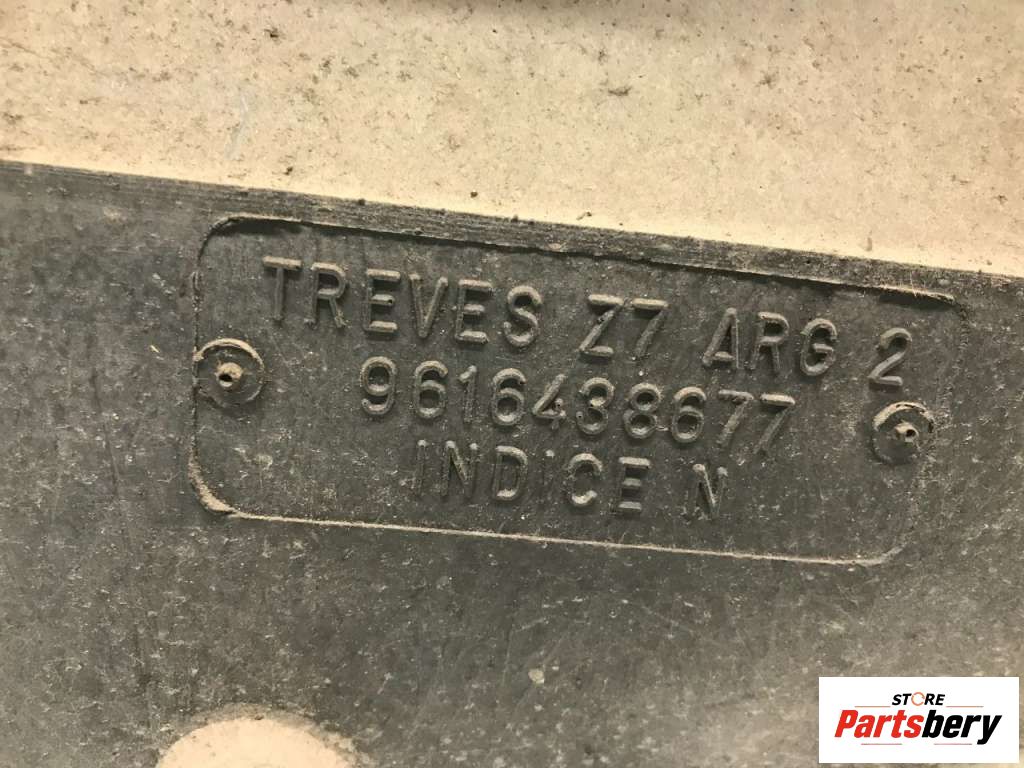 TREVES Z7 ARG 2
9616438677
INDICE N
STORE
Partsbery